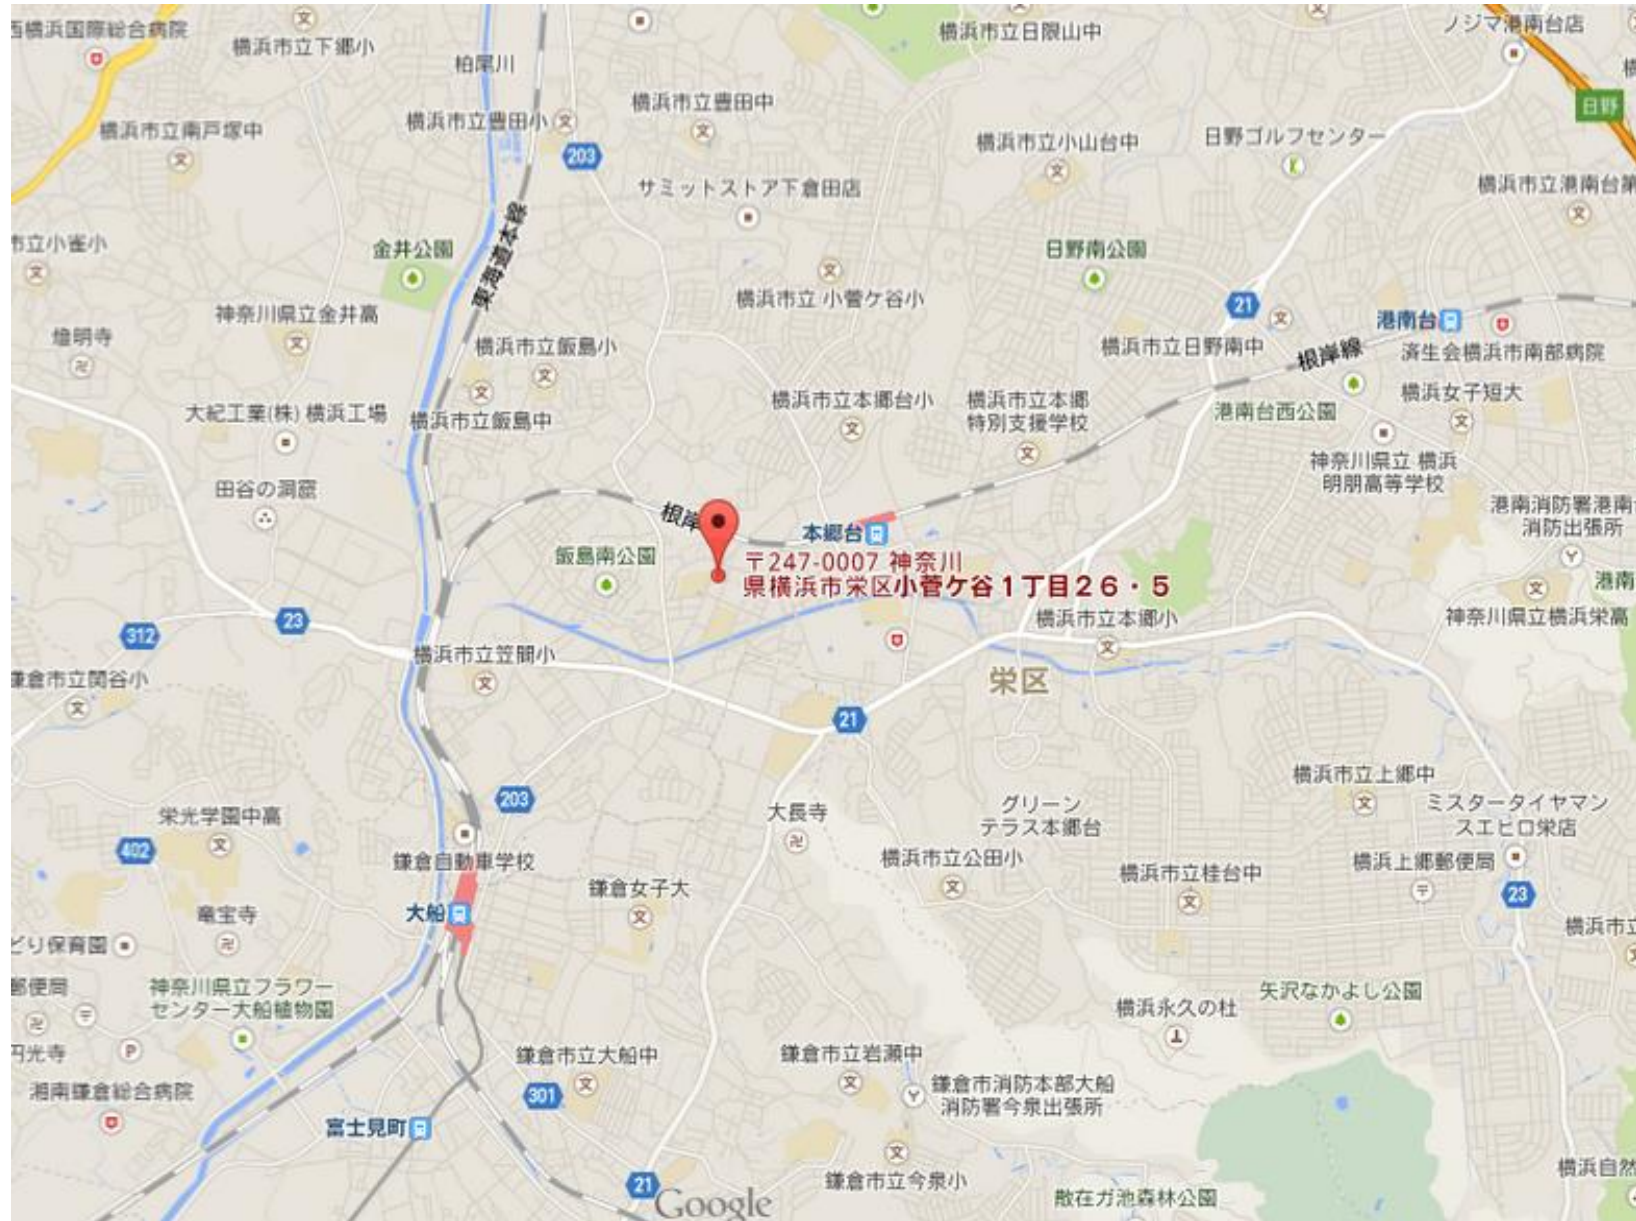 西横浜国際総合病院
横浜市立下郷小
柏尾川
横浜市立日限山中
ノジマ港南台店
日野
横浜市立南戸塚中
横浜市立豊田小
横浜市立豊田中
203
横浜市立小山台中
日野ゴルフセンター
サミットストア下倉田店
横浜市立港南台第
市立小雀小
金井公園
東海道本線
日野南公園
横浜市立 小菅ケ谷小
21
神奈川県立金井高
港南台
横浜市立飯島小
横浜市立日野南中
根岸線
済生会横浜市南部病院
大紀工業(株) 横浜工場
横浜市立飯島中
横浜市立本郷台小
横浜市立本郷
特別支援学校
港南台西公園
横浜女子短大
田谷の洞窟
神奈川県立 横浜
明朋高等学校
港南消防署港南台
消防出張所
根岸
本郷台
飯島南公園
〒247-0007 神奈川
県横浜市栄区小菅ケ谷1丁目26・5
港南
神奈川県立横浜栄高
横浜市立本郷小
23
312
横浜市立笠間小
鎌倉市立関谷小
栄区
21
横浜市立上郷中
203
栄光学園中高
402
大長寺
グリーン
テラス本郷台
ミスタータイヤマン
スエヒロ栄店
鎌倉自動車学校
横浜市立公田小
横浜上郷郵便局
横浜市立桂台中
鎌倉女子大
23
大船
竜宝寺
どり保育園
横浜市立
郵便局
神奈川県立フラワー
センター大船植物園
矢沢なかよし公園
横浜永久の杜
円光寺
P
鎌倉市立大船中
鎌倉市立岩瀬中
湘南鎌倉総合病院
301
鎌倉市消防本部大船
消防署今泉出張所
富士見町
鎌倉市立今泉小
横浜自然
21
Google
散在ガ池森林公園